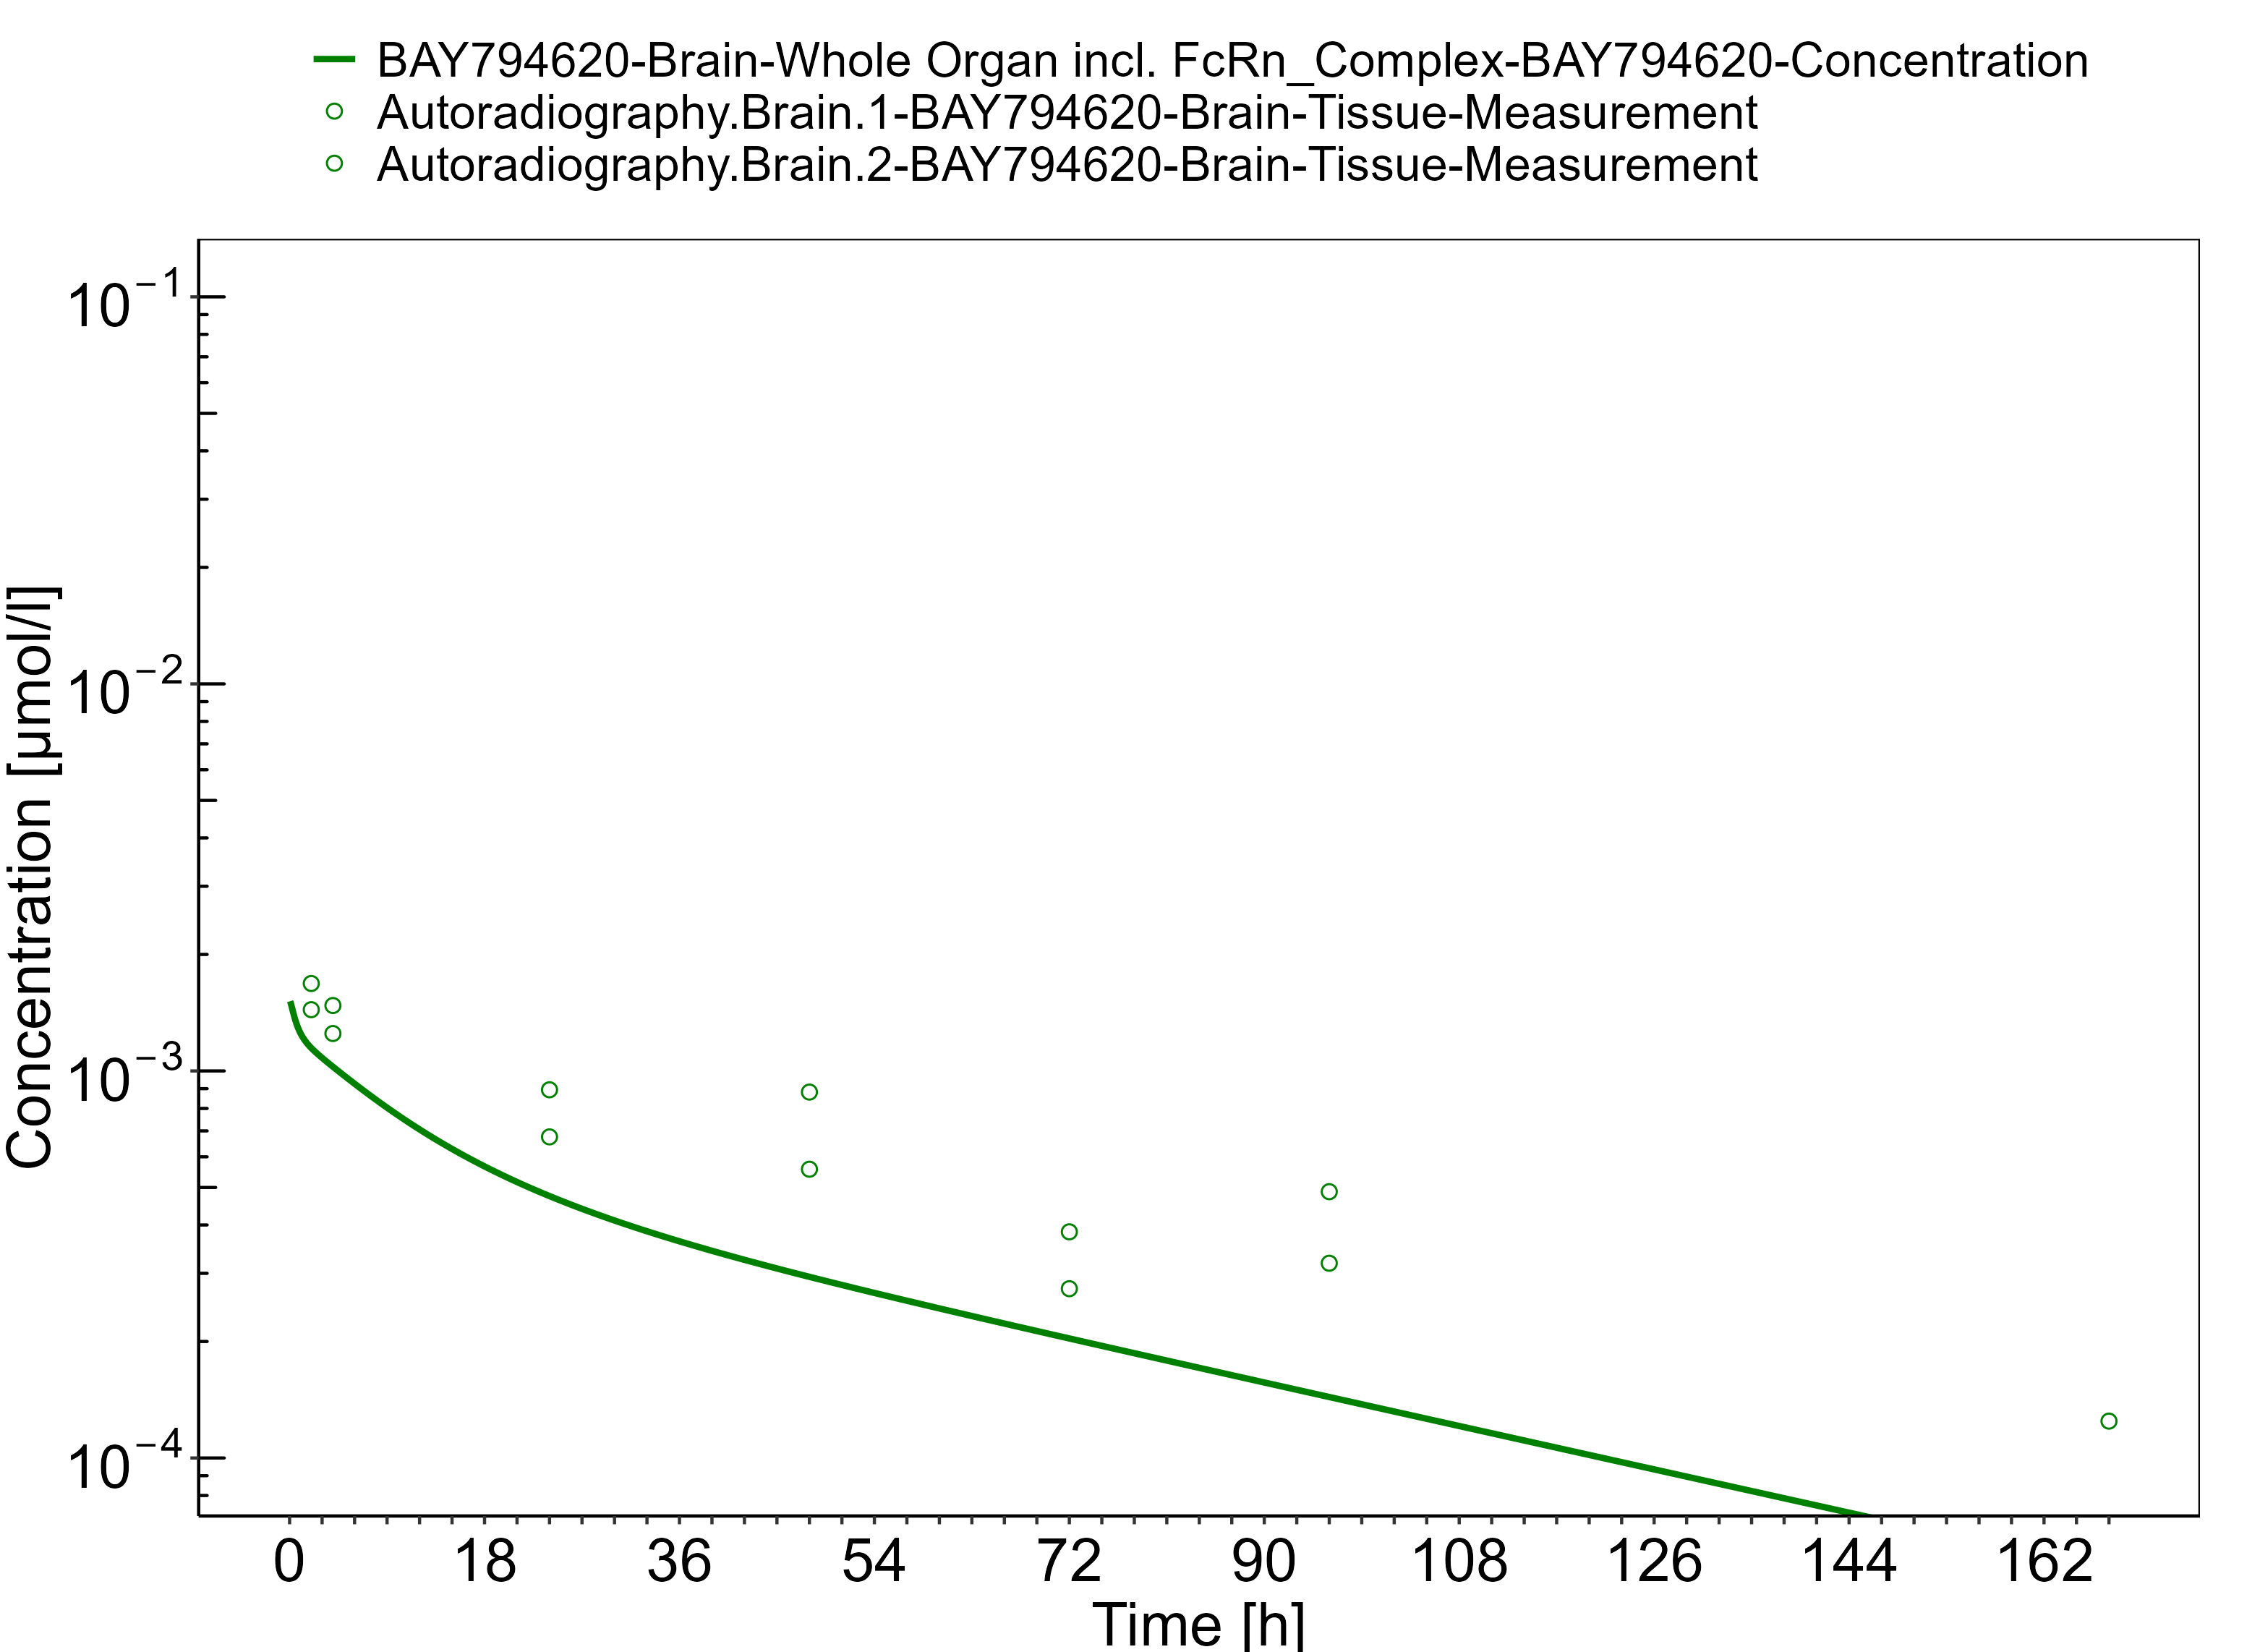 BAY794620-Brain-Whole Organ incl. FcRn_Complex-BAY794620-Concentration
Autoradiography.Brain.1-BAY794620-Brain-Tissue-Measurement
Autoradiography.Brain.2-BAY794620-Brain-Tissue-Measurement
Concentration [µmol/l]
10⁻¹
10⁻²
10⁻³
10⁻⁴
0 18 36 54 72 90 108 126 144 162
Time [h]